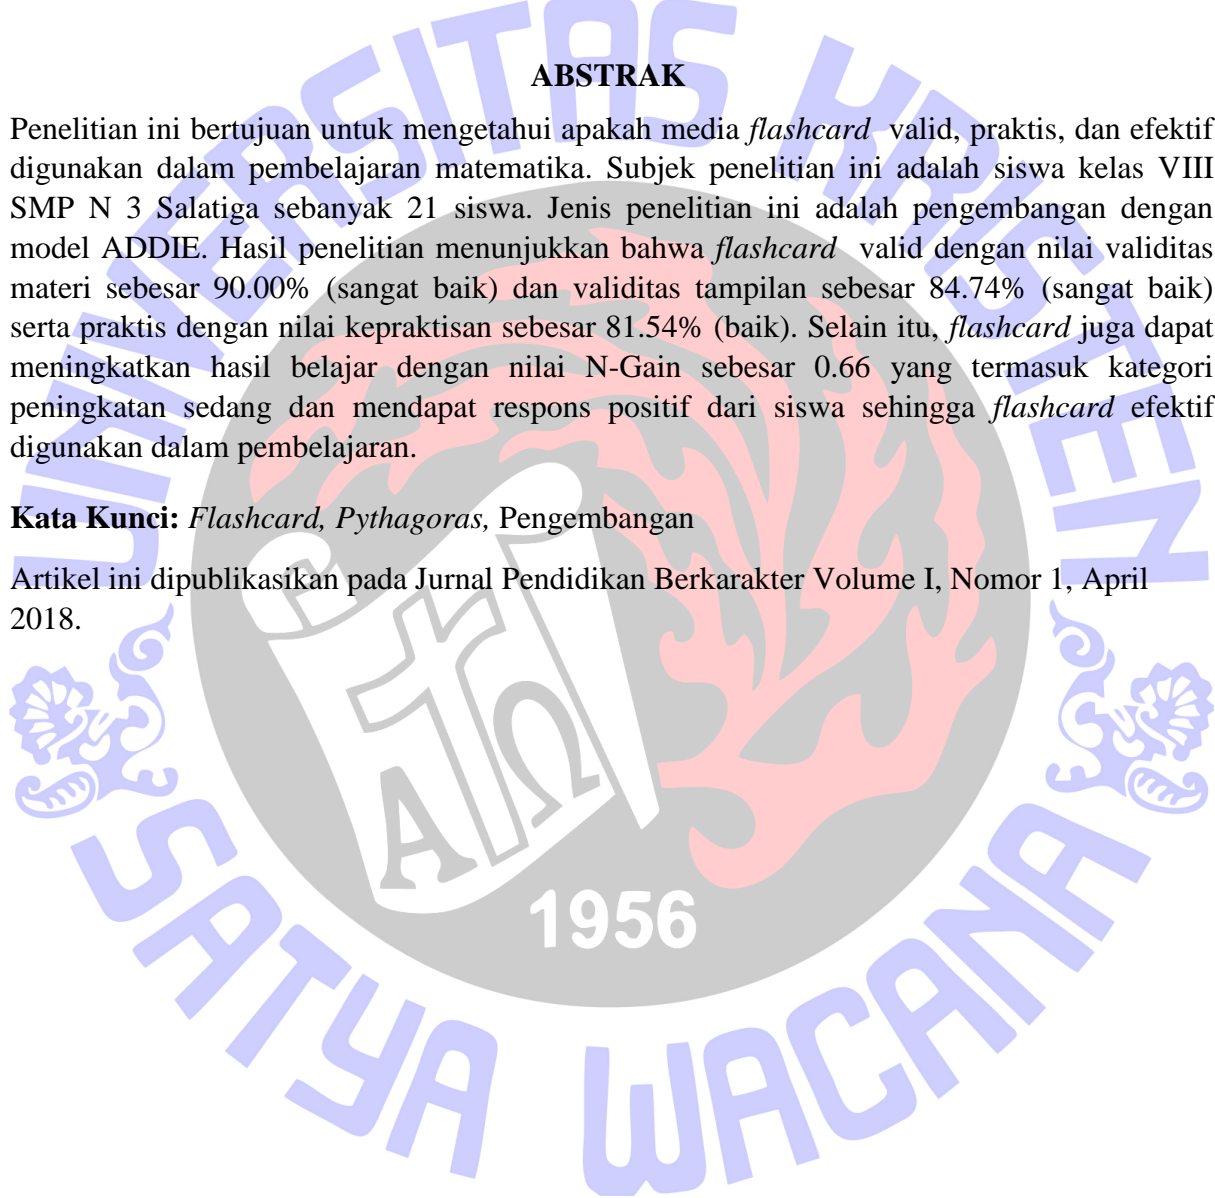 ABSTRAK
Penelitian ini bertujuan untuk mengetahui apakah media flashcard valid, praktis, dan efektif
digunakan dalam pembelajaran matematika. Subjek penelitian ini adalah siswa kelas VIII
SMP N 3 Salatiga sebanyak 21 siswa. Jenis penelitian ini adalah pengembangan dengan
model ADDIE. Hasil penelitian menunjukkan bahwa flashcard valid dengan nilai validitas
materi sebesar 90.00% (sangat baik) dan validitas tampilan sebesar 84.74% (sangat baik)
serta praktis dengan nilai kepraktisan sebesar 81.54% (baik). Selain itu, flashcard juga dapat
meningkatkan hasil belajar dengan nilai N-Gain sebesar 0.66 yang termasuk kategori
peningkatan sedang dan mendapat respons positif dari siswa sehingga flashcard efektif
digunakan dalam pembelajaran.
Kata Kunci: Flashcard, Pythagoras, Pengembangan
Artikel ini dipublikasikan pada Jurnal Pendidikan Berkarakter Volume I, Nomor 1, April
2018.
UNIVERSITAS KRISTEN
SATYA WACANA
Α Ω
1956